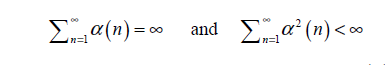 ∑_{n=1}^{∞} α(n) = ∞ and ∑_{n=1}^{∞} α²(n) < ∞